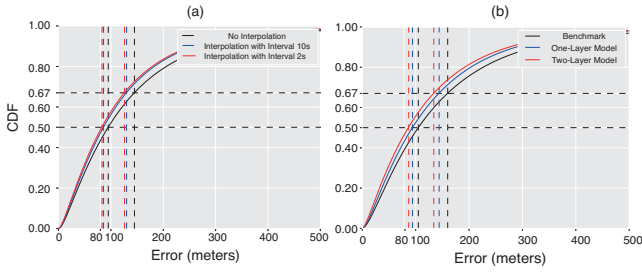 (a)
(b)
1.00
0.80
0.67
0.50
0.40
0.20
0.00
CDF
No Interpolation
Interpolation with Interval 10s
Interpolation with Interval 2s
0
80
100
200
300
400
500
Error (meters)
1.00
0.80
0.67
0.50
0.40
0.20
0.00
Benchmark
One-Layer Model
Two-Layer Model
0
80
100
200
300
400
500
Error (meters)